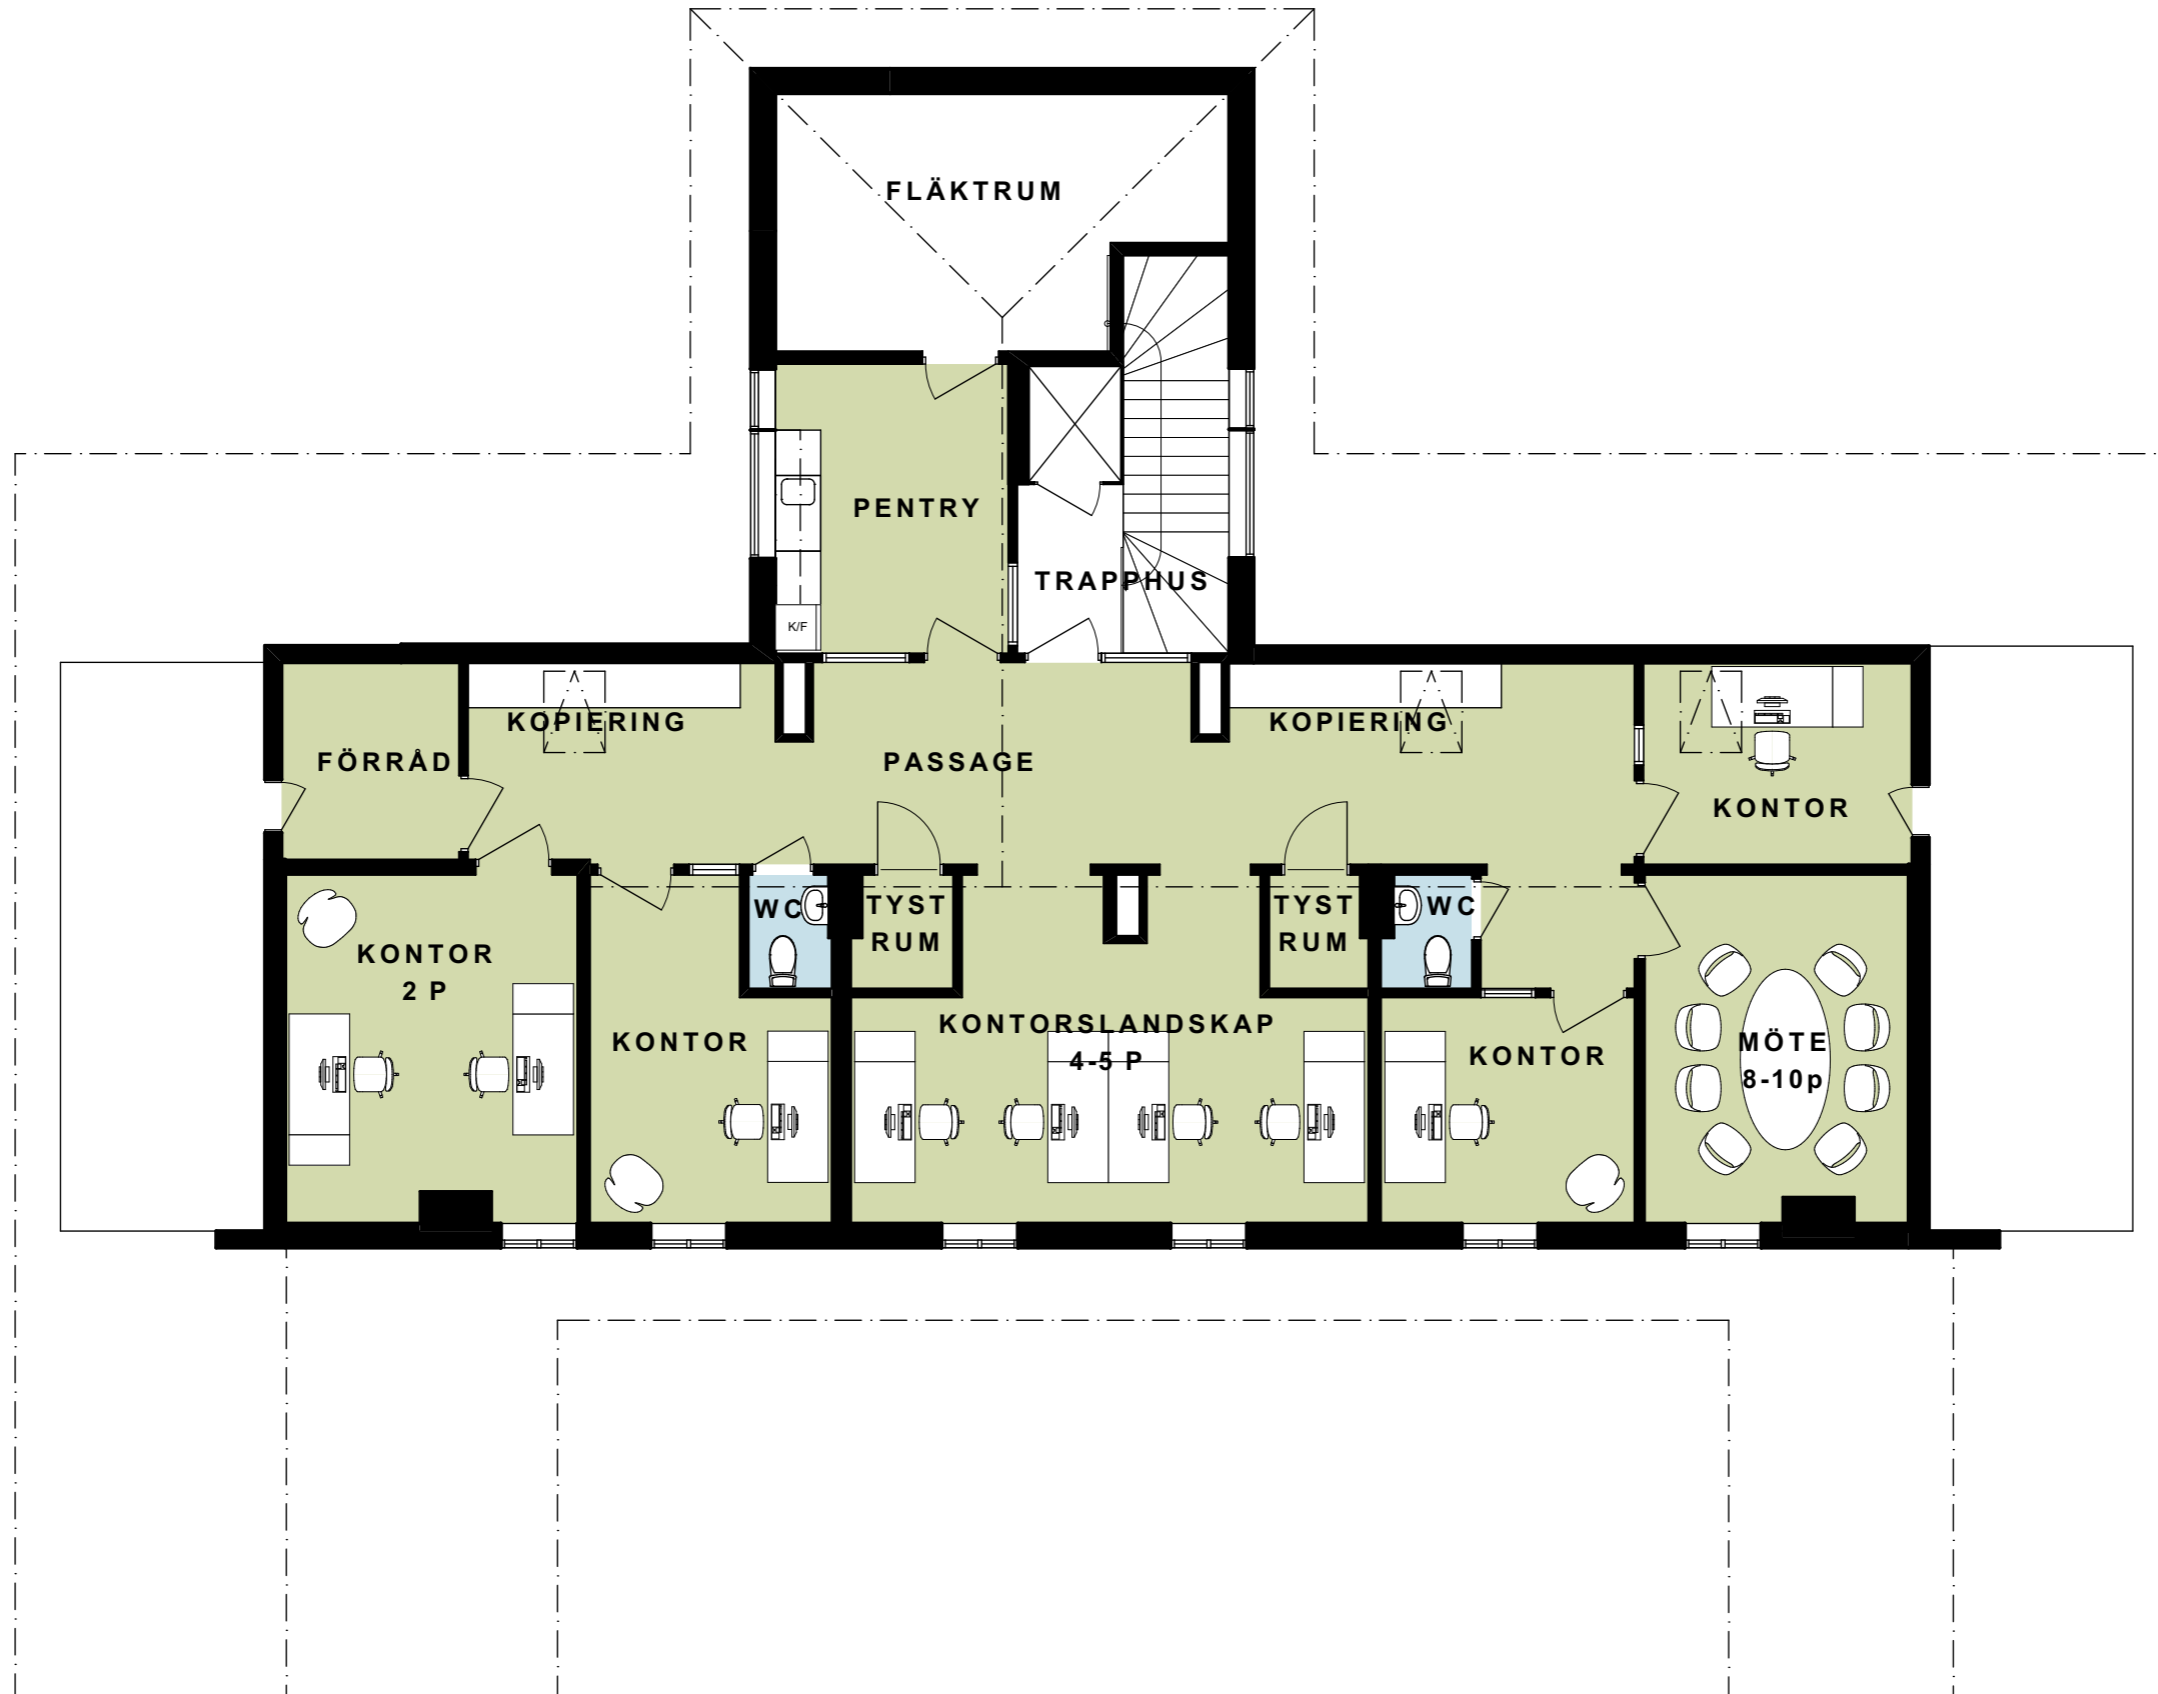 FLÄKTRUM
PENTRY
TRAPPHUS
K/F
KOPIERING
KOPIERING
FÖRRÅD
PASSAGE
KONTOR
WC
TYST
RUM
TYST
RUM
WC
KONTOR
2 P
KONTOR
KONTORSLANDSKAP
4-5 P
KONTOR
MÖTE
8-10p